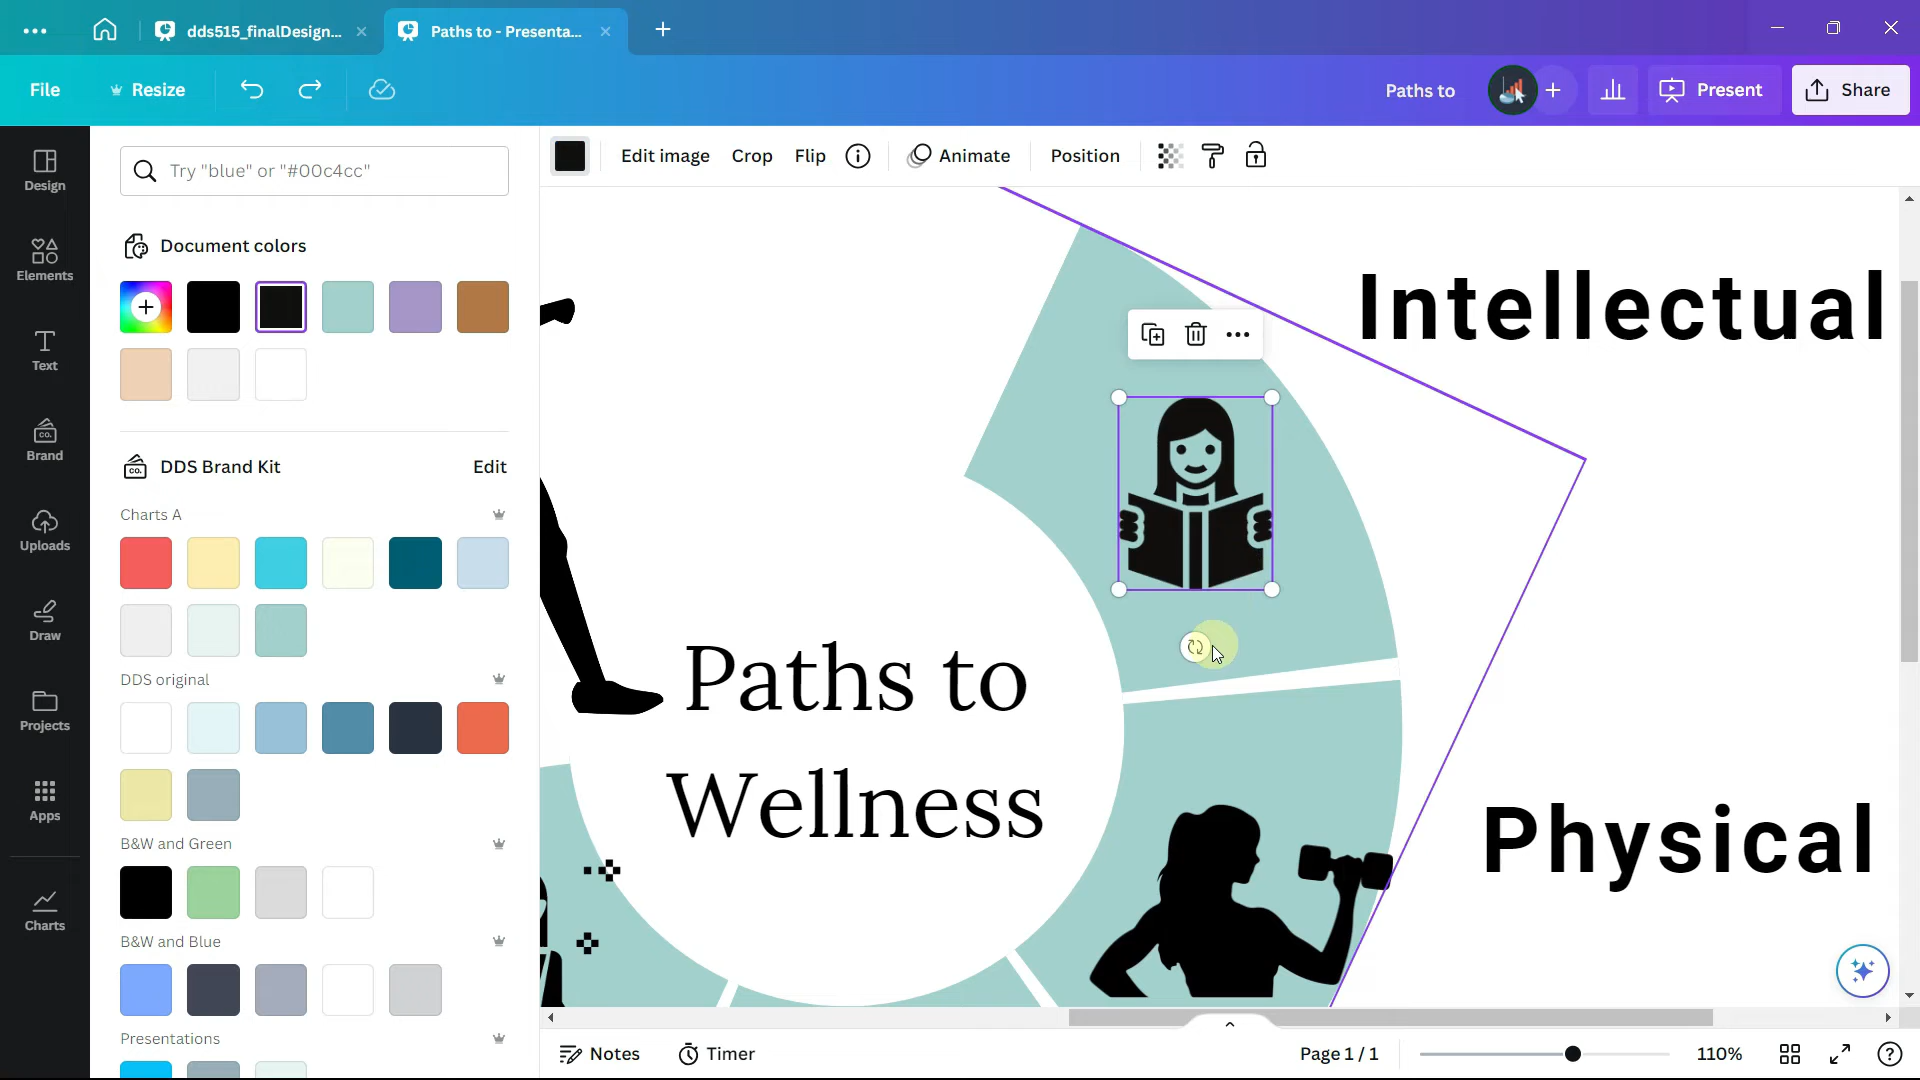 dds515_finalDesign...
Paths to - Presenta...
File
Resize
Paths to
Present
Share
Design
Elements
Text
Brand
CO.
Uploads
Draw
Projects
Apps
Charts
Try "blue" or "#00c4cc"
Document colors
CO.
DDS Brand Kit
Edit
Charts A
DDS original
B&W and Green
B&W and Blue
Presentations
Edit image
Crop
Flip
Animate
Position
Intellectual
Paths to
Wellness
Physical
Notes
Timer
Page 1 / 1
110%